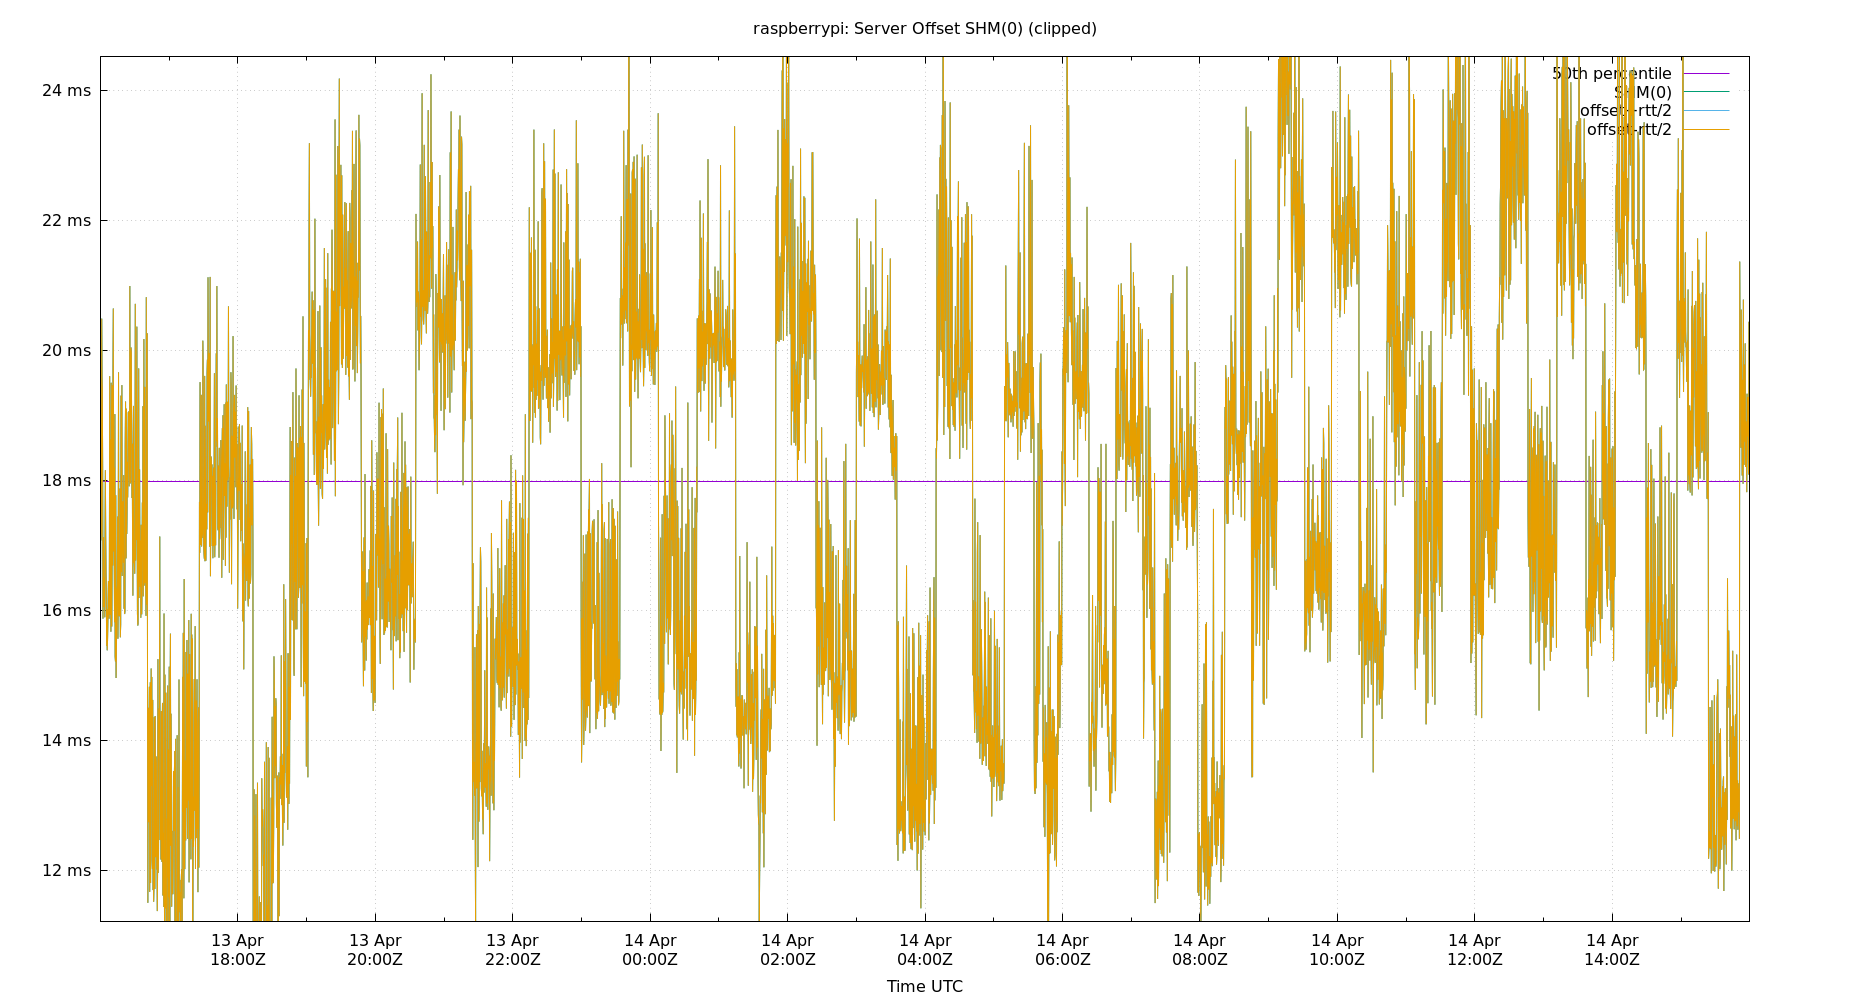 raspberrypi: Server Offset SHM(0) (clipped)
24 ms
22 ms
20 ms
18 ms
16 ms
14 ms
12 ms
50th percentile
SHM(0)
offset+rtt/2
offset-rtt/2
13 Apr 18:00Z
13 Apr 20:00Z
13 Apr 22:00Z
14 Apr 00:00Z
14 Apr 02:00Z
14 Apr 04:00Z
14 Apr 06:00Z
14 Apr 08:00Z
14 Apr 10:00Z
14 Apr 12:00Z
14 Apr 14:00Z
Time UTC